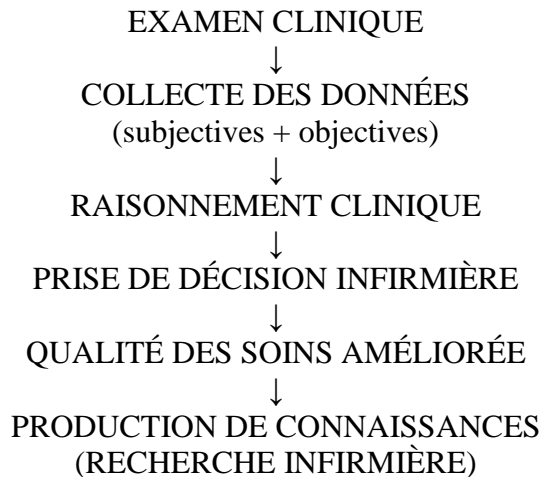 EXAMEN CLINIQUE
↓
COLLECTE DES DONNÉES
(subjectives + objectives)
↓
RAISONNEMENT CLINIQUE
↓
PRISE DE DÉCISION INFIRMIÈRE
↓
QUALITÉ DES SOINS AMÉLIORÉE
↓
PRODUCTION DE CONNAISSANCES
(RECHERCHE INFIRMIÈRE)